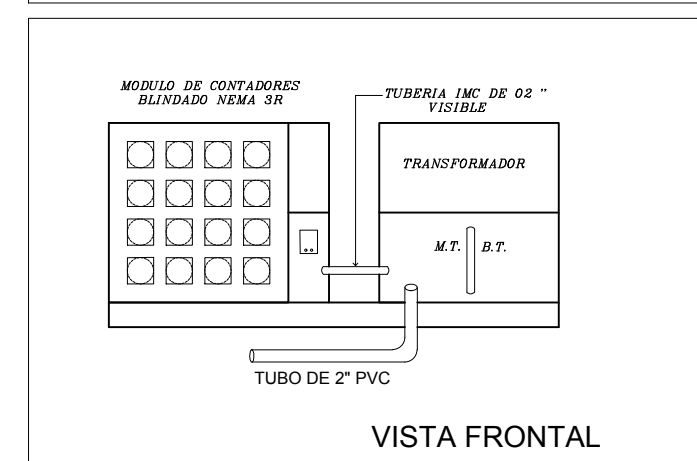 MODULO DE CONTADORES
BLINDADO NEMA 3R
TUBERIA IMC DE 02 "
VISIBLE
TRANSFORMADOR
M.T. B.T.
TUBO DE 2" PVC
VISTA FRONTAL